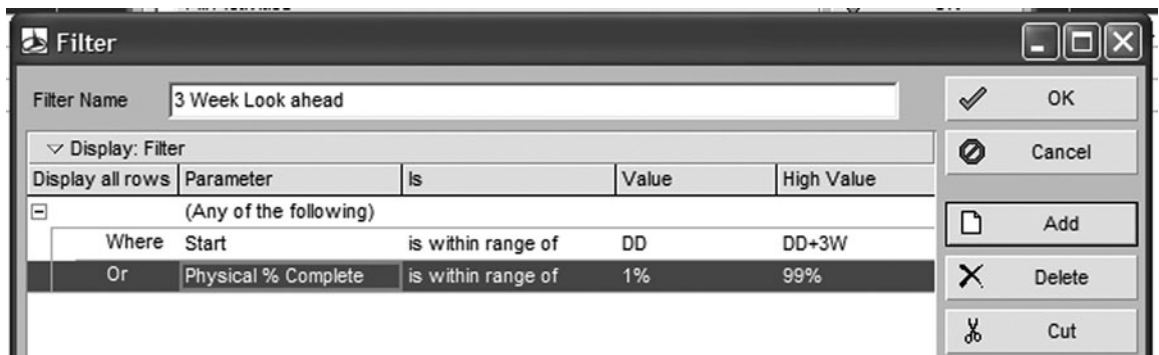 Filter
Filter Name 3 Week Look ahead OK
Display: Filter Cancel
Display all rows Parameter Is Value High Value
(Any of the following) Add
Where Start is within range of DD DD+3W
Or Physical % Complete is within range of 1% 99% Delete
Cut